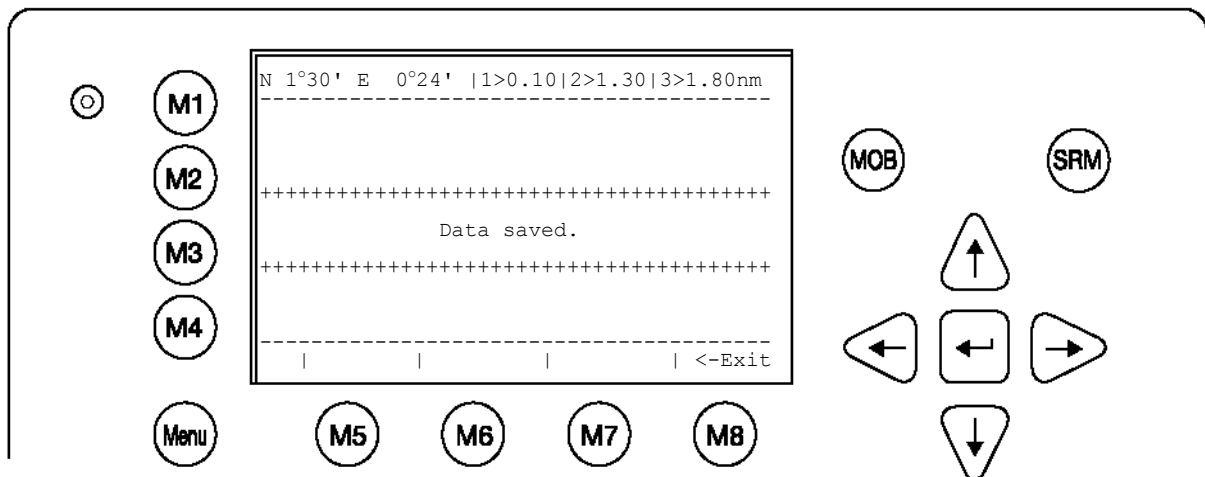 N 1°30' E  0°24' |1>0.10|2>1.30|3>1.80nm
----------------------------------------
++++++++++++++++++++++++++++++++++++++++
Data saved.
++++++++++++++++++++++++++++++++++++++++
----------------------------------------
| | | | <-Exit
M1
M2
M3
M4
Menu
M5 M6 M7 M8
MOB SRM